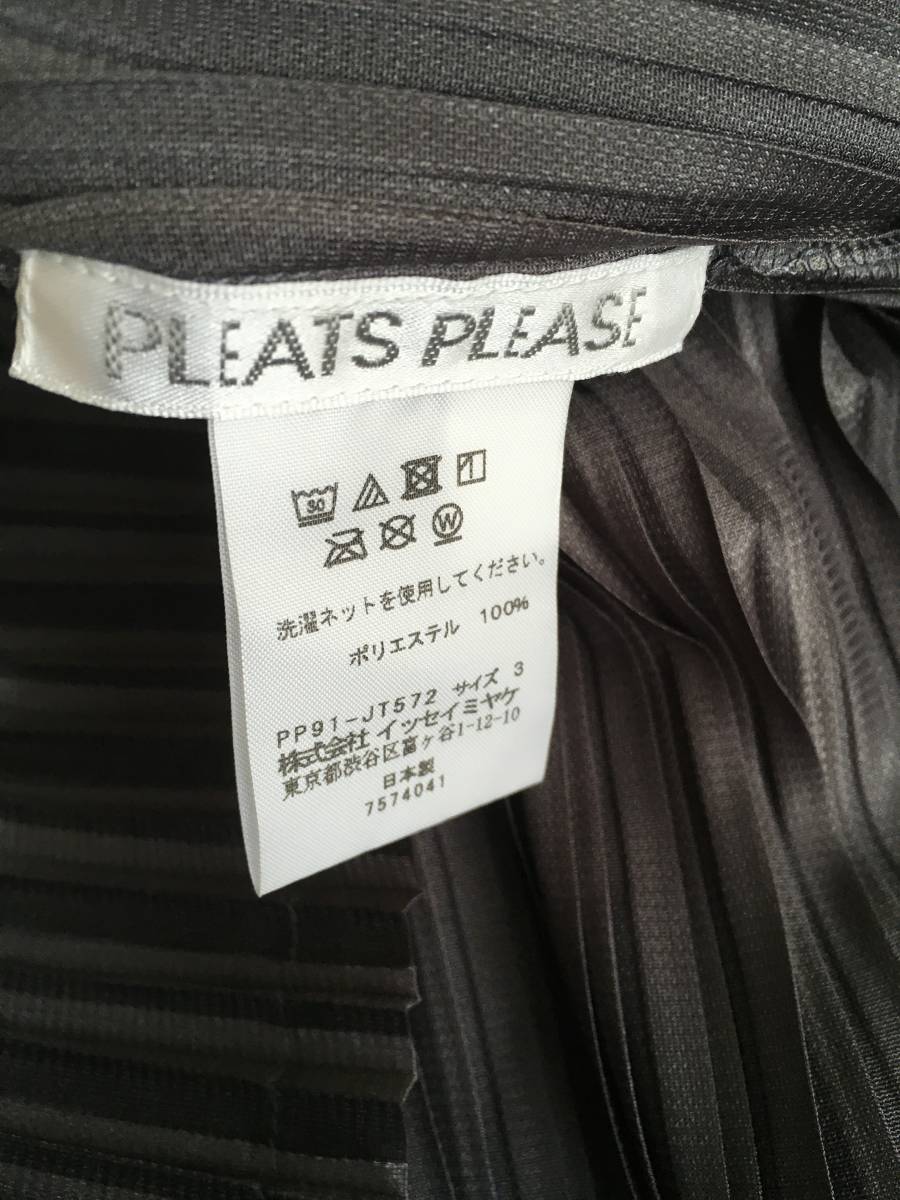 PLEATS PLEASE
30
W
洗濯ネットを使用してください。
ポリエステル 100%
PP91-JT572 サイズ 3
株式会社 イッセイミヤケ
東京都渋谷区富ヶ谷1-12-10
日本製
7574041